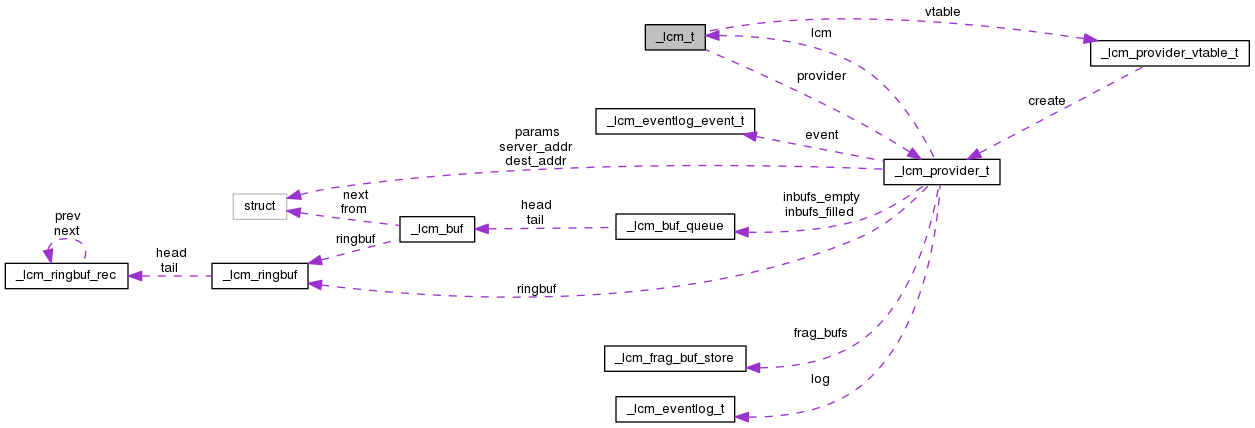 vtable
_lcm_t
lcm
_lcm_provider_vtable_t
provider
create
_lcm_eventlog_event_t
event
params
server_addr
dest_addr
_lcm_provider_t
struct
next
from
inbufs_empty
inbufs_filled
head
tail
_lcm_buf_queue
_lcm_buf
prev
next
ringbuf
head
tail
_lcm_ringbuf_rec
_lcm_ringbuf
ringbuf
frag_bufs
_lcm_frag_buf_store
log
_lcm_eventlog_t